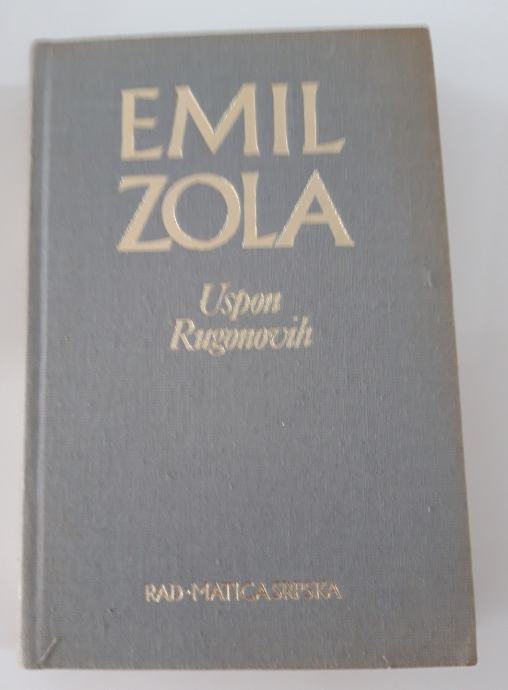 EMIL
ZOLA
Uspon
Rugonovih
RAD•MATICA SRPSKA